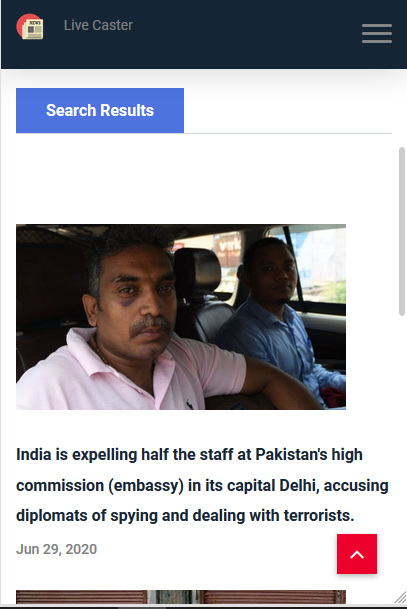 NEWS
Live Caster
Search Results
India is expelling half the staff at Pakistan's high
commission (embassy) in its capital Delhi, accusing
diplomats of spying and dealing with terrorists.
Jun 29, 2020